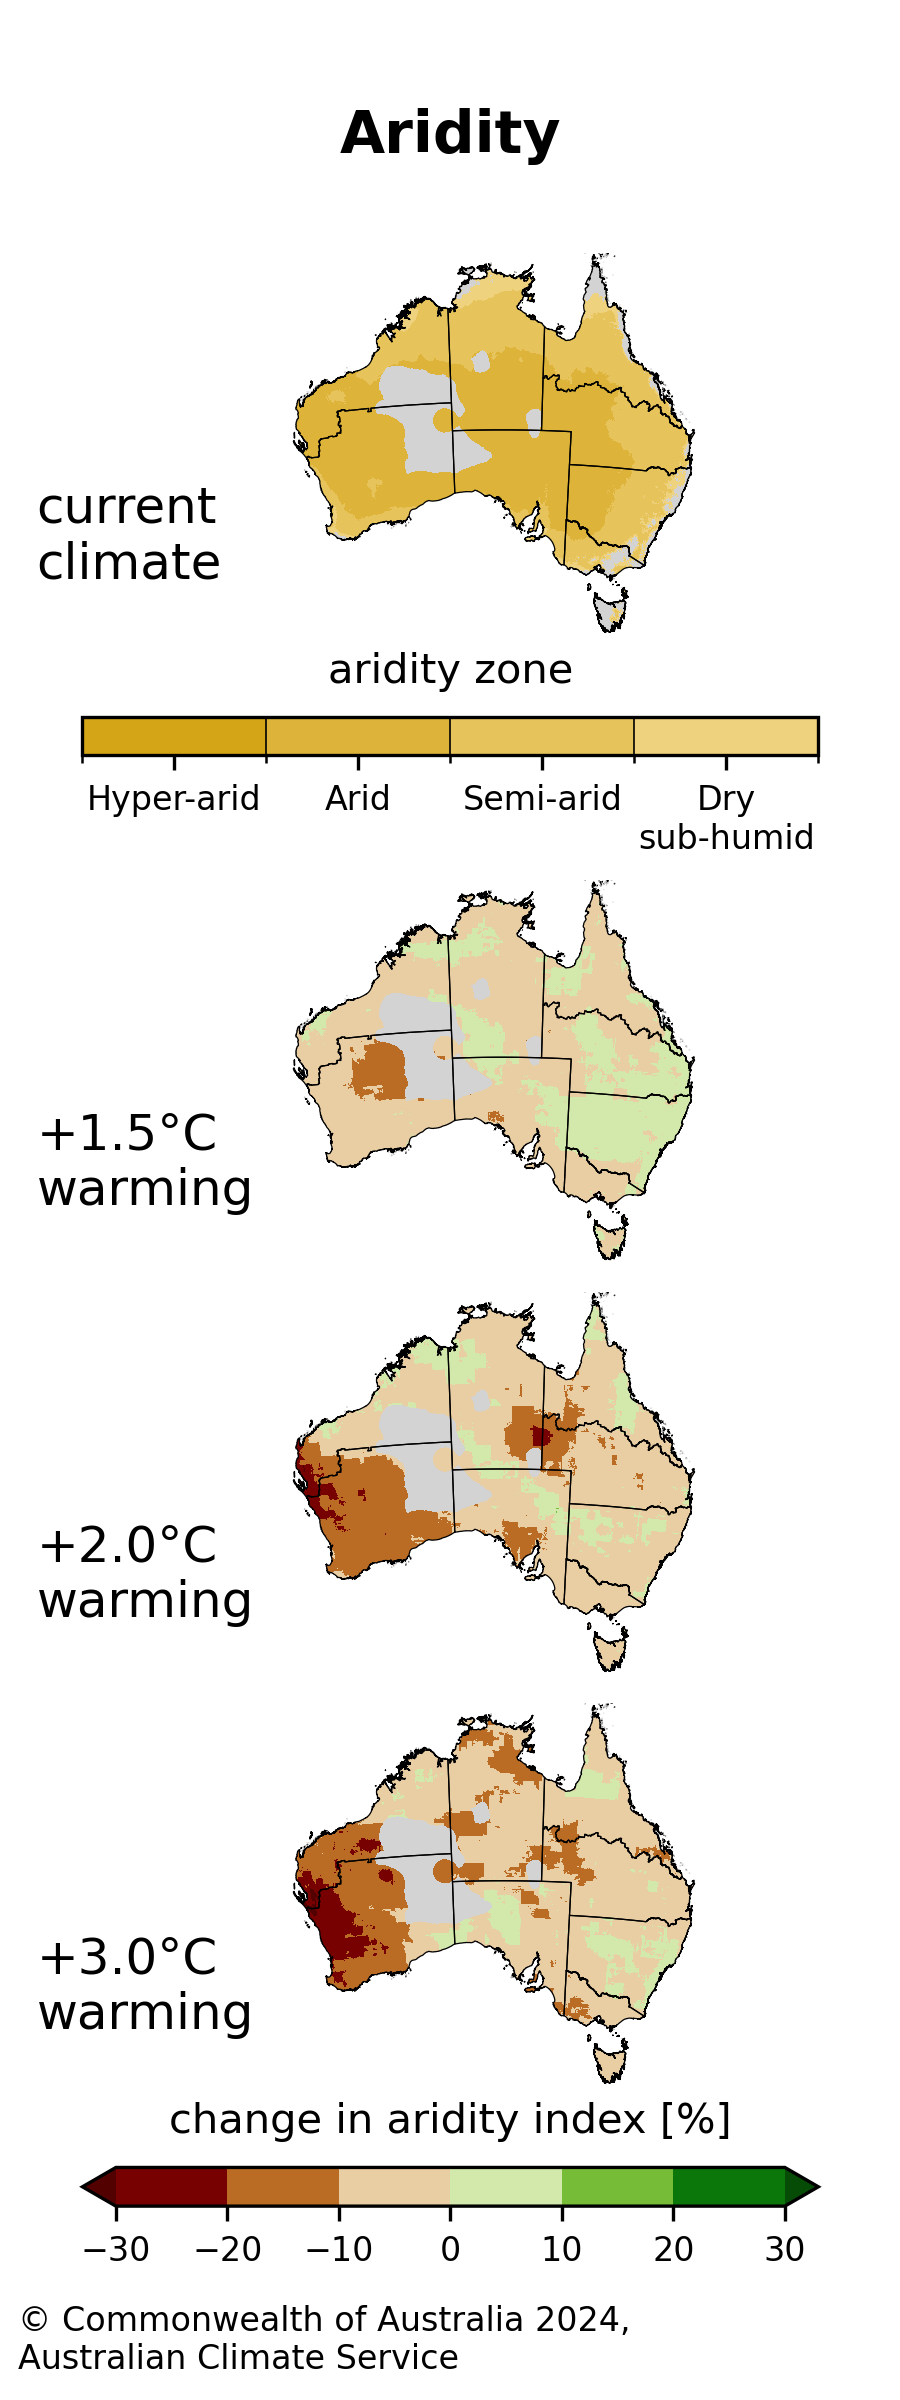 Aridity
current
climate
aridity zone
Hyper-arid
Arid
Semi-arid
Dry
sub-humid
+1.5°C
warming
+2.0°C
warming
+3.0°C
warming
change in aridity index [%]
−30 −20 −10 0 10 20 30
© Commonwealth of Australia 2024,
Australian Climate Service